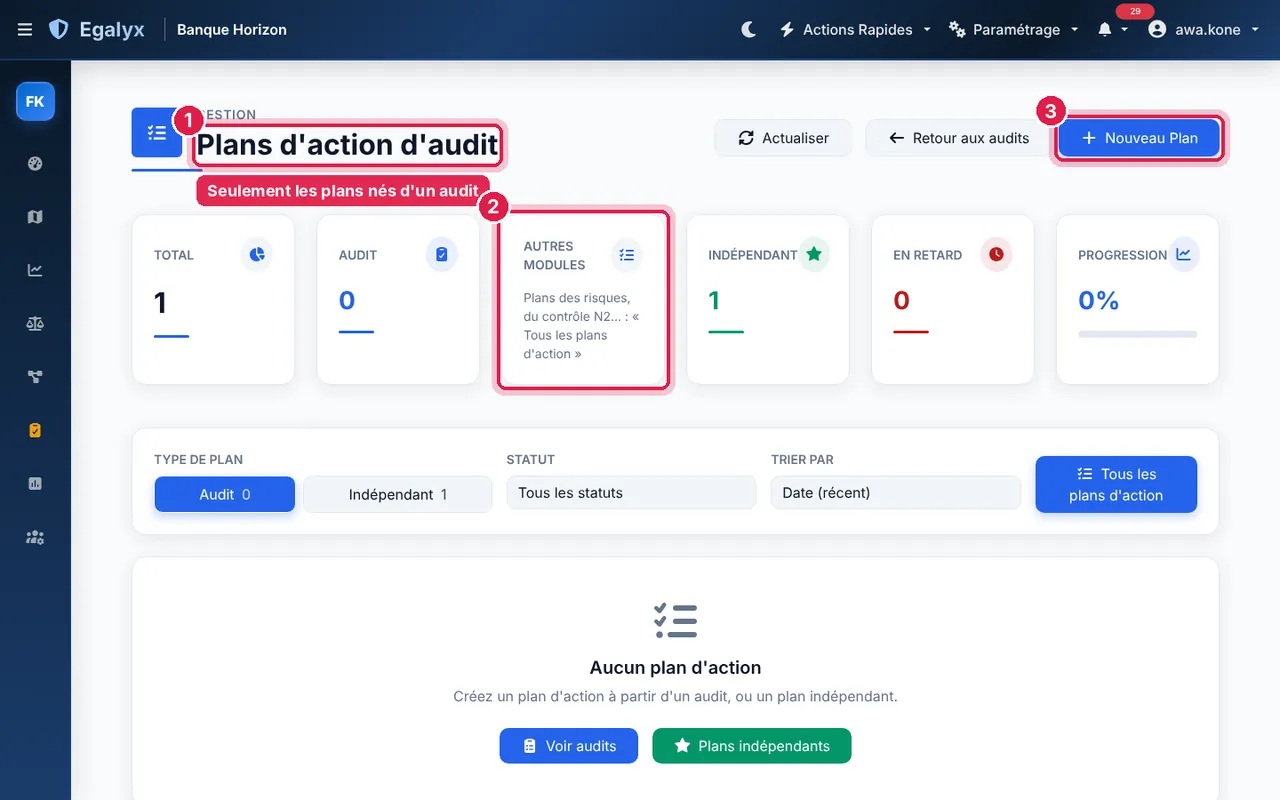 Egalyx
Banque Horizon
Actions Rapides
Paramétrage
29
awa.kone
FK
1
ESTION
Plans d'action d'audit
Seulement les plans nés d'un audit
Actualiser
Retour aux audits
3
Nouveau Plan
2
TOTAL
1
AUDIT
0
AUTRES
MODULES
Plans des risques,
du contrôle N2... : «
Tous les plans
d'action »
INDÉPENDANT
1
EN RETARD
0
PROGRESSION
0%
TYPE DE PLAN
Audit 0
Indépendant 1
STATUT
Tous les statuts
TRIER PAR
Date (récent)
Tous les
plans d'action
Aucun plan d'action
Créez un plan d'action à partir d'un audit, ou un plan indépendant.
Voir audits
Plans indépendants